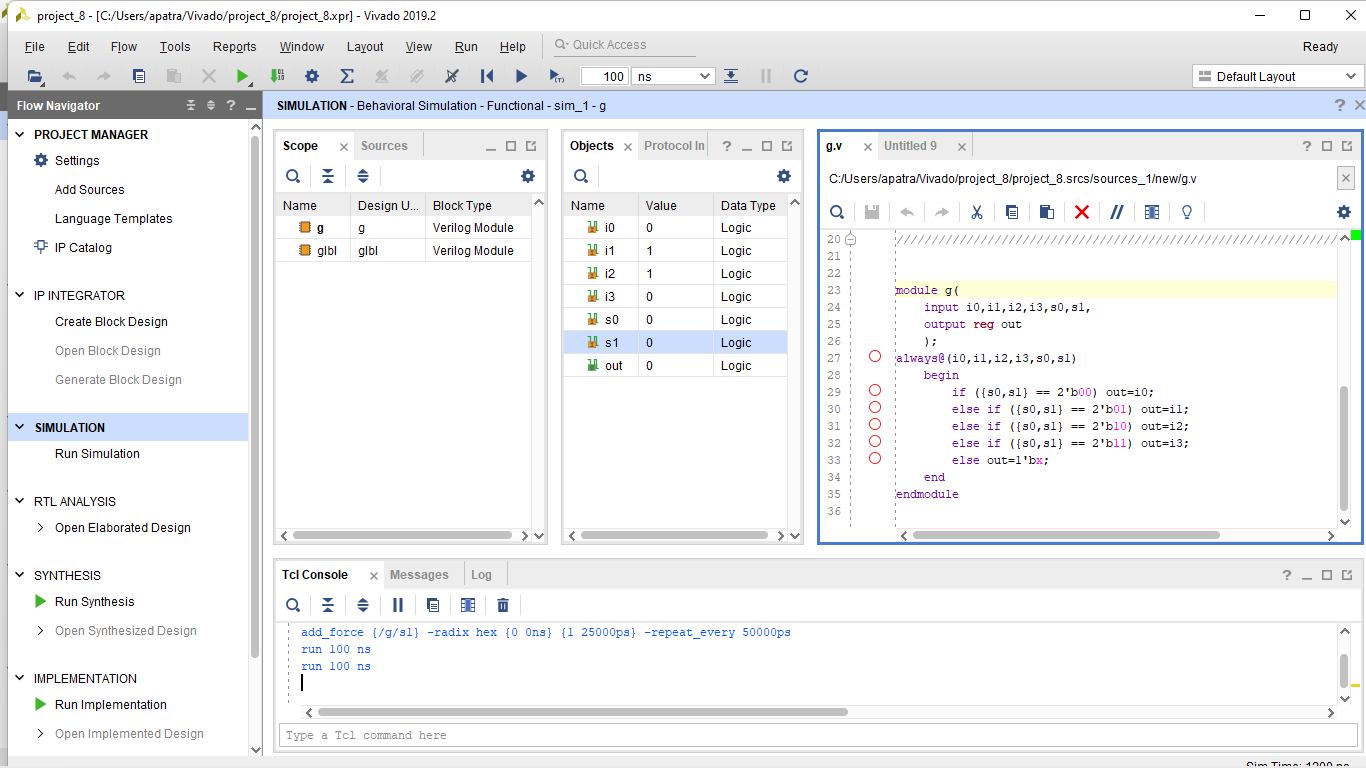 project_8 - [C:/Users/apatra/Vivado/project_8/project_8.xpr] - Vivado 2019.2
File Edit Flow Tools Reports Window Layout View Run Help Quick Access Ready
100 ns Default Layout
Flow Navigator
PROJECT MANAGER
Settings
Add Sources
Language Templates
IP Catalog
IP INTEGRATOR
Create Block Design
Open Block Design
Generate Block Design
SIMULATION
Run Simulation
RTL ANALYSIS
Open Elaborated Design
SYNTHESIS
Run Synthesis
Open Synthesized Design
IMPLEMENTATION
Run Implementation
Open Implemented Design
SIMULATION - Behavioral Simulation - Functional - sim_1 - g
Scope Sources
Name Design U... Block Type
g g Verilog Module
glbl glbl Verilog Module
Objects Protocol In
Name Value Data Type
i0 0 Logic
i1 1 Logic
i2 1 Logic
i3 0 Logic
s0 0 Logic
s1 0 Logic
out 0 Logic
g.v Untitled 9
C:/Users/apatra/Vivado/project_8/project_8.srcs/sources_1/new/g.v
20 ///////////////////////////////////////////////////////////////
21
22
23 module g(
24 input i0,i1,i2,i3,s0,s1,
25 output reg out
26 );
27 always@(i0,i1,i2,i3,s0,s1)
28 begin
29 if ({s0,s1} == 2'b00) out=i0;
30 else if ({s0,s1} == 2'b01) out=i1;
31 else if ({s0,s1} == 2'b10) out=i2;
32 else if ({s0,s1} == 2'b11) out=i3;
33 else out=1'bx;
34 end
35 endmodule
36
Tcl Console Messages Log
add_force {/g/s1} -radix hex {0 0ns} {1 25000ps} -repeat_every 50000ps
run 100 ns
run 100 ns
Type a Tcl command here
Sim Time: 1200 ns